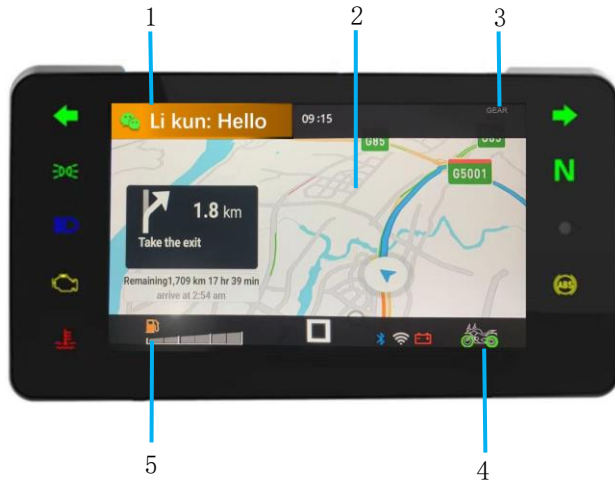 1
2
3
Li kun: Hello
09:15
GEAR
G85
G5001
N
1.8 km
Take the exit
Remaining1,709 km 17 hr 39 min
arrive at 2:54 am
ABS
5
4